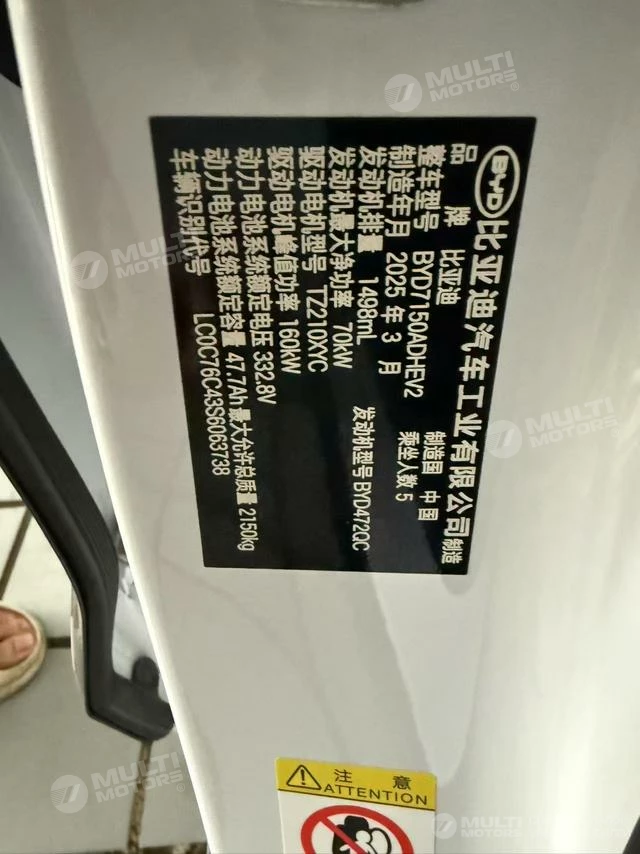 BYD 比亚迪汽车工业有限公司 制造
品 牌 比亚迪 制造国 中国
整车型号 BYD7150ADHEV2 乘坐人数 5
制造年月 2025 年 3 月
发动机排量 1498mL 发动机型号 BYD472QC
发动机最大净功率 70kW
驱动电机型号 TZ210XYC
驱动电机峰值功率 160kW
动力电池系统额定电压 332.8V
动力电池系统额定容量 47.7Ah 最大允许总质量 2150kg
车辆识别代号 LC0C76C43S6063738
注 意
ATTENTION
MULTI
MOTORS
MULTI
MOTORS
MULTI
MOTORS
MULTI
MOTORS
MULTI
MOTORS